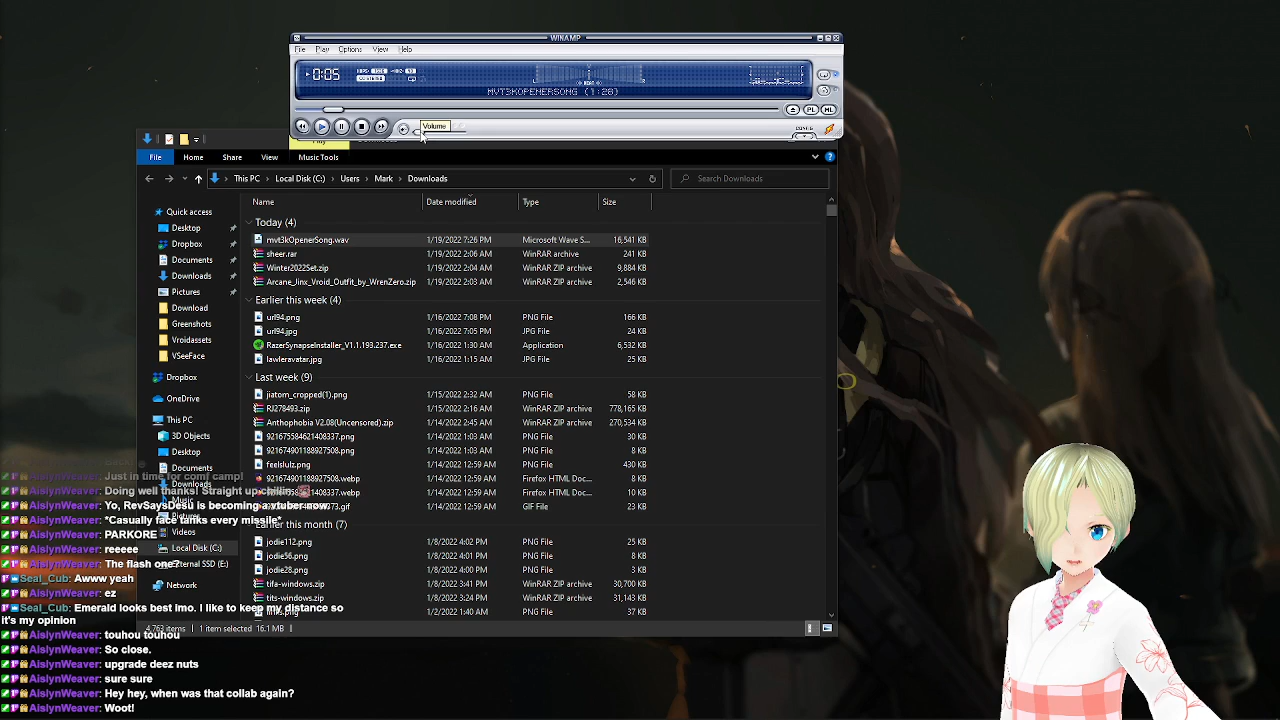 WINAMP
File Play Options View Help
0:05
MVT3KOPENERSONG (1:28)
PL ML
Volume
File Home Share View Music Tools
This PC > Local Disk (C:) > Users > Mark > Downloads
Search Downloads
Name Date modified Type Size
Quick access
Desktop
Dropbox
Documents
Downloads
Pictures
Download
Greenshots
Vroidassets
VSeeFace
Dropbox
OneDrive
This PC
3D Objects
Desktop
Documents
Downloads
Music
Pictures
Videos
Local Disk (C:)
External SSD (E:)
Network
Today (4)
mvt3kOpenerSong.wav 1/19/2022 7:26 PM Microsoft Wave S... 16,541 KB
sheer.rar 1/19/2022 2:06 AM WinRAR archive 241 KB
Winter2022Set.zip 1/19/2022 2:04 AM WinRAR ZIP archive 9,884 KB
Arcane_Jinx_Vroid_Outfit_by_WrenZero.zip 1/19/2022 2:03 AM WinRAR ZIP archive 2,546 KB
Earlier this week (4)
url94.png 1/16/2022 7:08 PM PNG File 166 KB
url94.jpg 1/16/2022 7:05 PM JPG File 24 KB
RazerSynapseInstaller_V1.1.193.237.exe 1/16/2022 1:30 AM Application 6,532 KB
lawleravatar.jpg 1/16/2022 1:15 AM JPG File 25 KB
Last week (9)
jiatom_cropped(1).png 1/15/2022 2:32 AM PNG File 58 KB
RJ278493.zip 1/15/2022 2:16 AM WinRAR ZIP archive 778,165 KB
Anthophobia V2.08(Uncensored).zip 1/14/2022 2:45 AM WinRAR ZIP archive 270,534 KB
921675584621408337.png 1/14/2022 1:03 AM PNG File 30 KB
921674901188927508.png 1/14/2022 1:03 AM PNG File 8 KB
feelslulz.png 1/14/2022 12:59 AM PNG File 430 KB
921674901188927508.webp 1/14/2022 12:59 AM Firefox HTML Doc... 8 KB
1408337.webp 1/14/2022 12:59 AM Firefox HTML Doc... 10 KB
1/14/2022 12:59 AM GIF File 23 KB
Earlier this month (7)
jodie112.png 1/8/2022 4:02 PM PNG File 25 KB
jodie56.png 1/8/2022 4:01 PM PNG File 8 KB
jodie28.png 1/8/2022 4:00 PM PNG File 3 KB
tifa-windows.zip 1/8/2022 3:41 PM WinRAR ZIP archive 30,700 KB
tits-windows.zip 1/8/2022 3:24 PM WinRAR ZIP archive 31,143 KB
1/2/2022 1:40 AM PNG File 37 KB
4,763 items 1 item selected 16.1 MB
AislynWeaver: Just in time for comf camp!
AislynWeaver: Doing well thanks! Straight up chillin
AislynWeaver: Yo, RevSaysDesu is becoming a vtuber now.
AislynWeaver: *Casually face tanks every missile*
AislynWeaver: PARKORE
AislynWeaver: reeeee
AislynWeaver: The flash one?
Seal_Cub: Awww yeah
AislynWeaver: ez
Seal_Cub: Emerald looks best imo. I like to keep my distance so
it's my opinion
AislynWeaver: touhou touhou
AislynWeaver: So close.
AislynWeaver: upgrade deez nuts
AislynWeaver: sure sure
AislynWeaver: Hey hey, when was that collab again?
AislynWeaver: Woot!